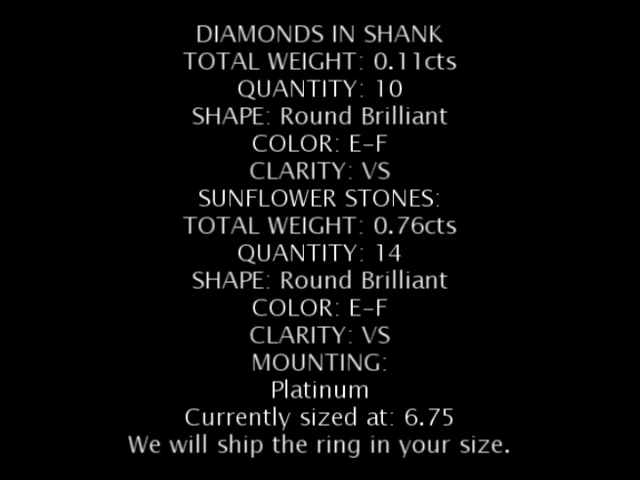 DIAMONDS IN SHANK
TOTAL WEIGHT: 0.11cts
QUANTITY: 10
SHAPE: Round Brilliant
COLOR: E-F
CLARITY: VS
SUNFLOWER STONES:
TOTAL WEIGHT: 0.76cts
QUANTITY: 14
SHAPE: Round Brilliant
COLOR: E-F
CLARITY: VS
MOUNTING:
Platinum
Currently sized at: 6.75
We will ship the ring in your size.